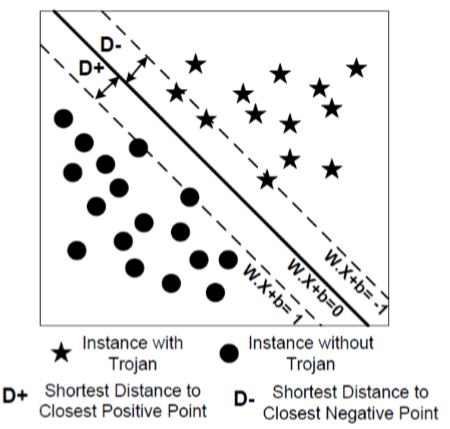 D-
D+
W.X+b= -1
W.X+b=0
W.X+b= 1
Instance with
Trojan
Instance without
Trojan
D+ Shortest Distance to
Closest Positive Point
D- Shortest Distance to
Closest Negative Point